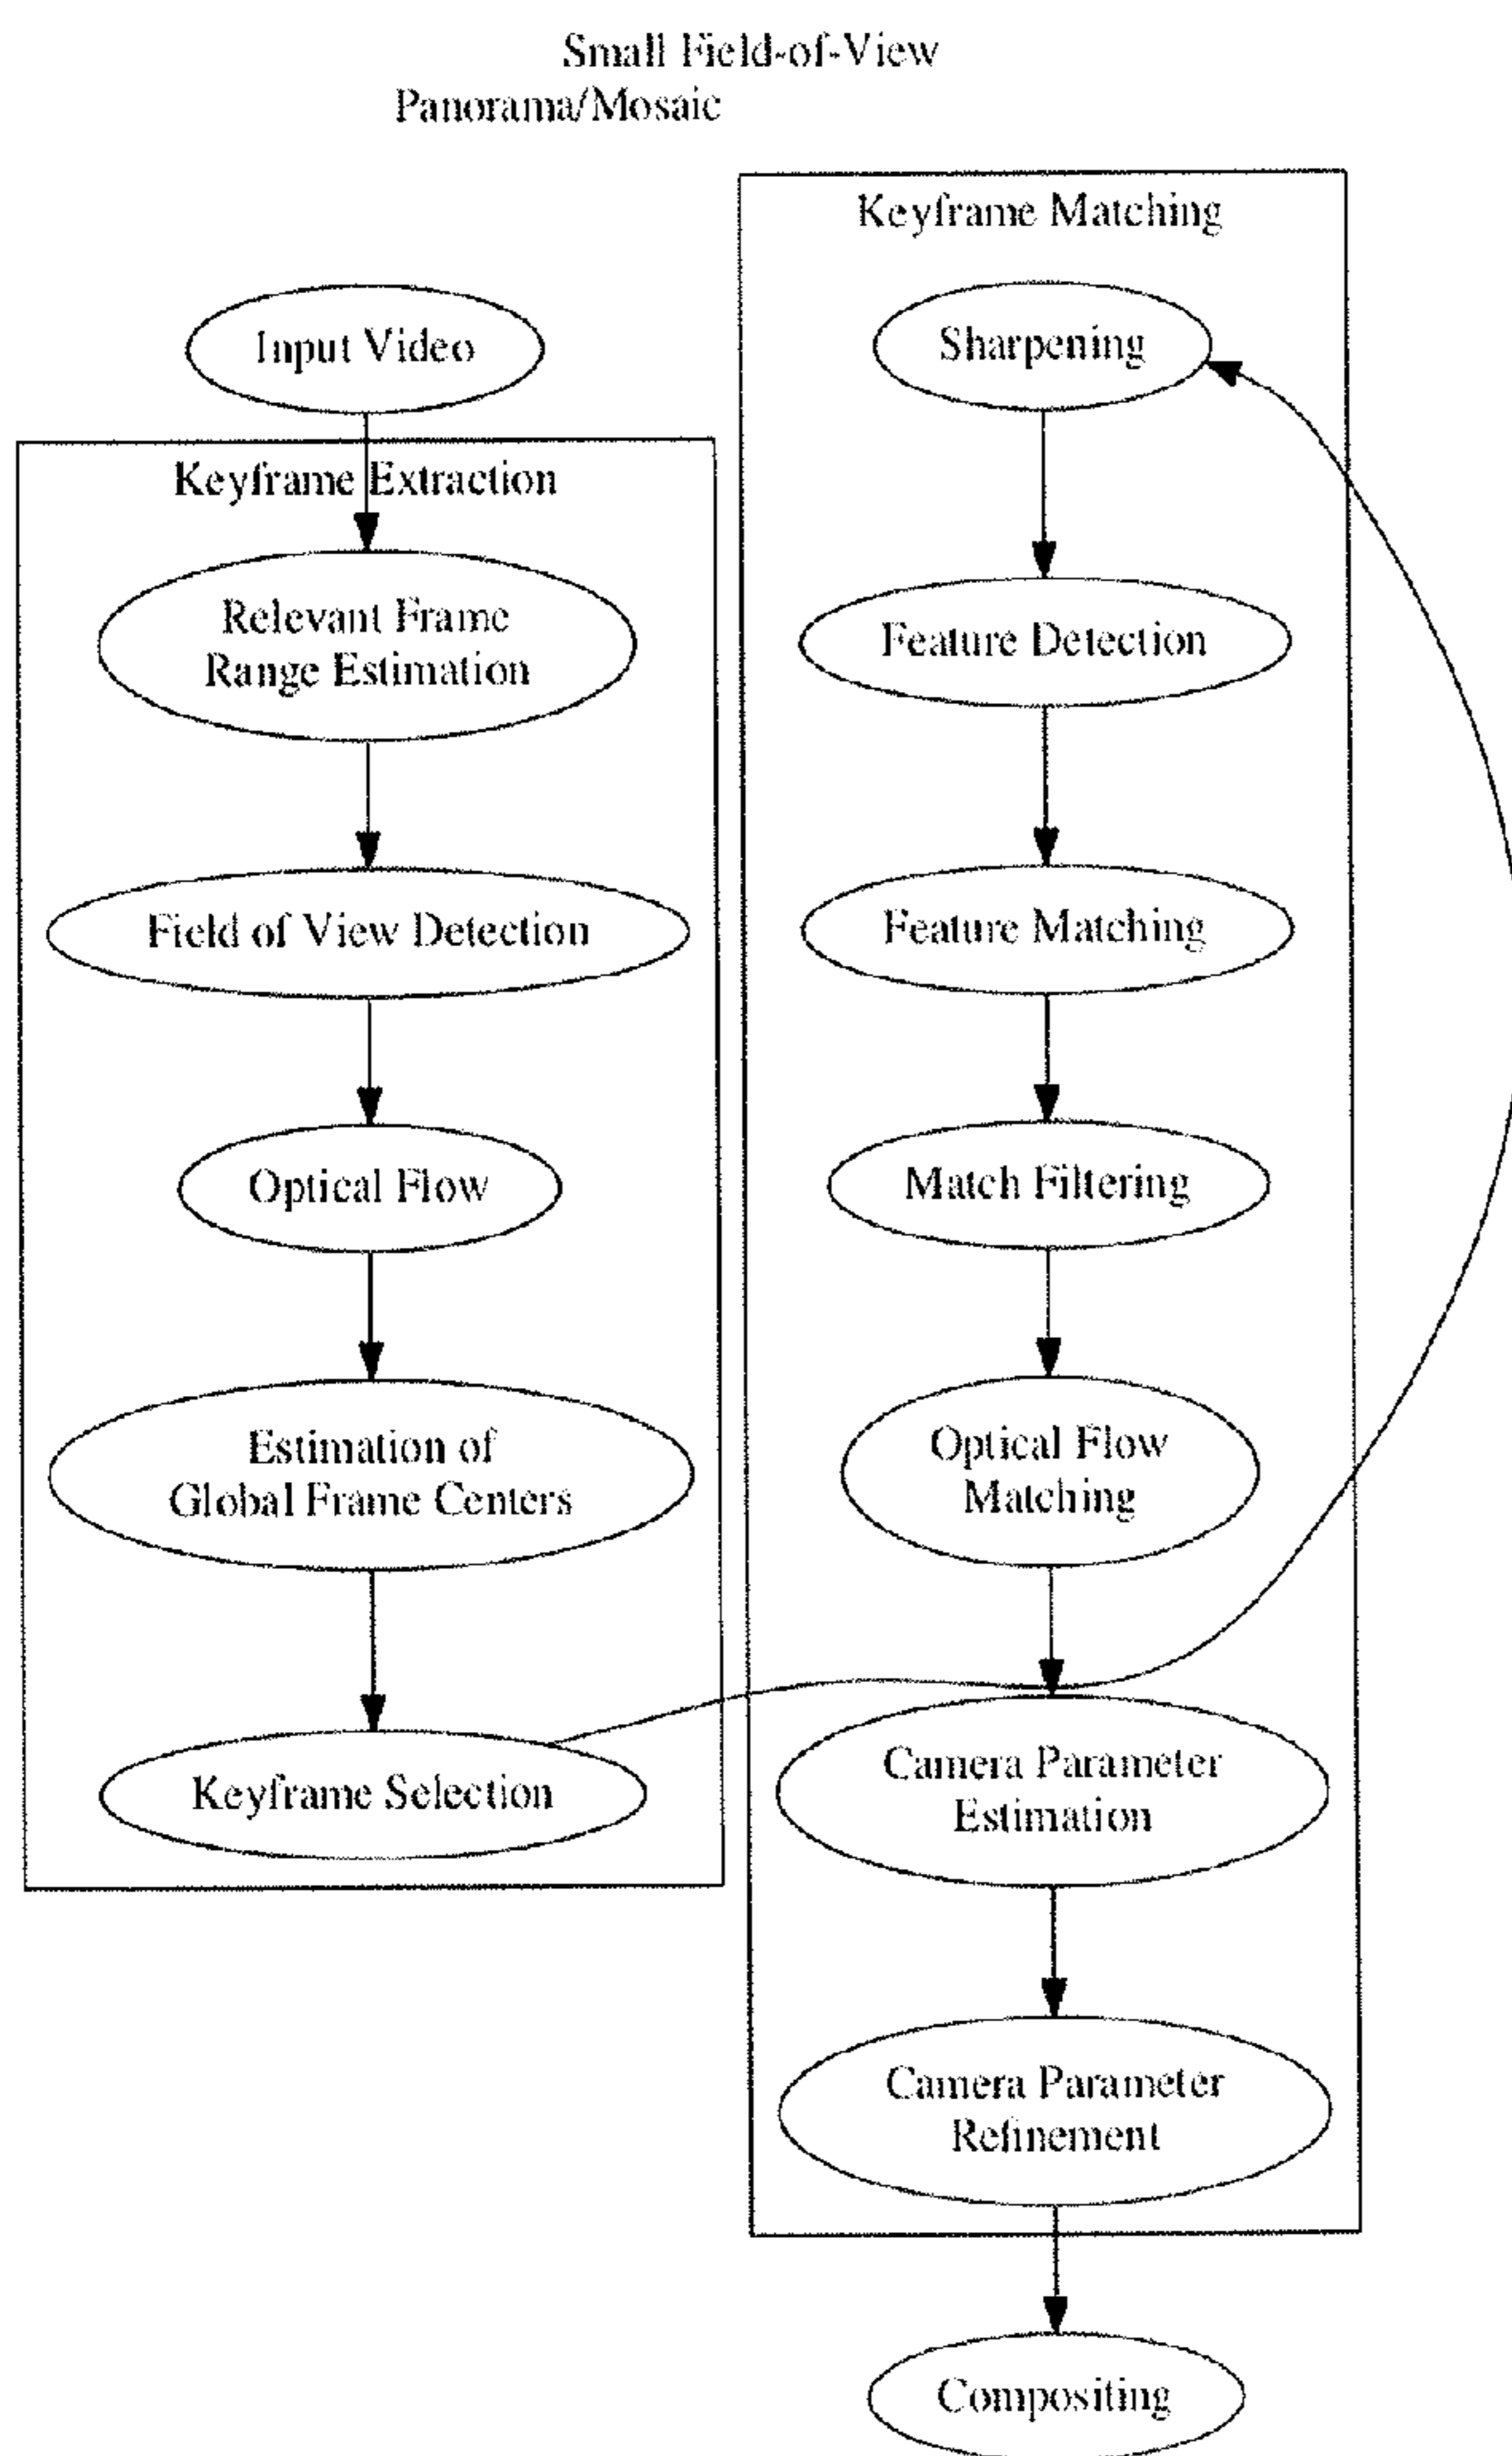 Small Field-of-View
Panorama/Mosaic
Input Video
Keyframe Extraction
Relevant Frame
Range Estimation
Field of View Detection
Optical Flow
Estimation of
Global Frame Centers
Keyframe Selection
Keyframe Matching
Sharpening
Feature Detection
Feature Matching
Match Filtering
Optical Flow
Matching
Camera Parameter
Estimation
Camera Parameter
Refinement
Compositing